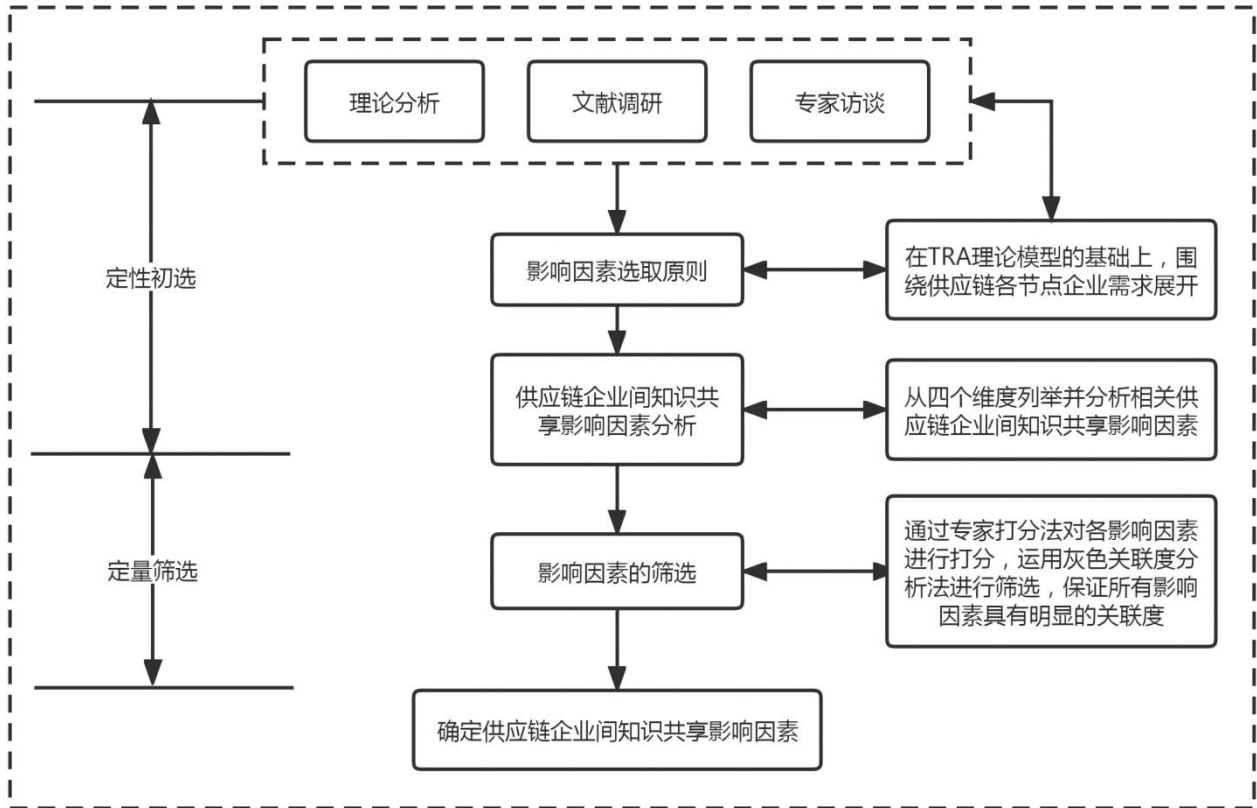 理论分析
文献调研
专家访谈
定性初选
影响因素选取原则
在TRA理论模型的基础上，围
绕供应链各节点企业需求展开
供应链企业间知识共
享影响因素分析
从四个维度列举并分析相关供
应链企业间知识共享影响因素
定量筛选
影响因素的筛选
通过专家打分法对各影响因素
进行打分，运用灰色关联度分
析法进行筛选，保证所有影响
因素具有明显的关联度
确定供应链企业间知识共享影响因素